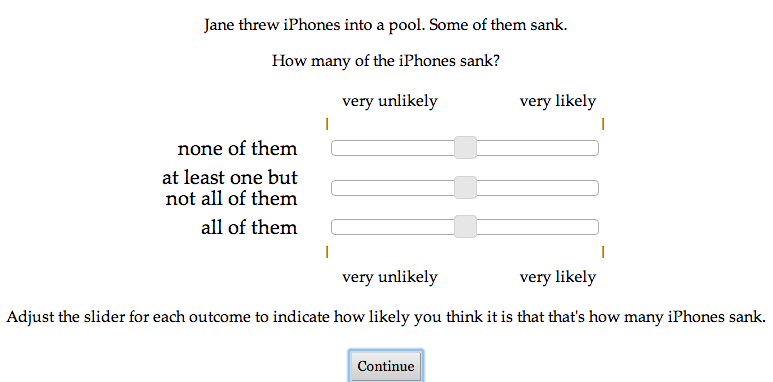 Jane threw iPhones into a pool. Some of them sank.
How many of the iPhones sank?
very unlikely very likely
none of them
at least one but
not all of them
all of them
very unlikely very likely
Adjust the slider for each outcome to indicate how likely you think it is that that's how many iPhones sank.
Continue